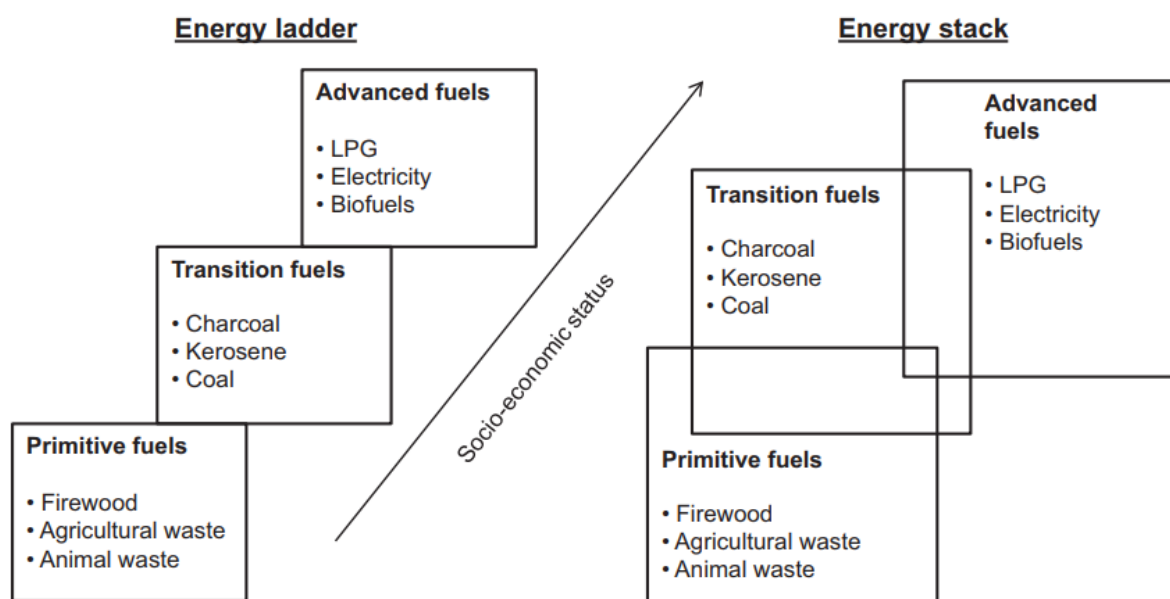 Energy ladder
Advanced fuels
• LPG
• Electricity
• Biofuels
Transition fuels
• Charcoal
• Kerosene
• Coal
Primitive fuels
• Firewood
• Agricultural waste
• Animal waste
Socio-economic status
Energy stack
Advanced
fuels
• LPG
• Electricity
• Biofuels
Transition fuels
• Charcoal
• Kerosene
• Coal
Primitive fuels
• Firewood
• Agricultural waste
• Animal waste